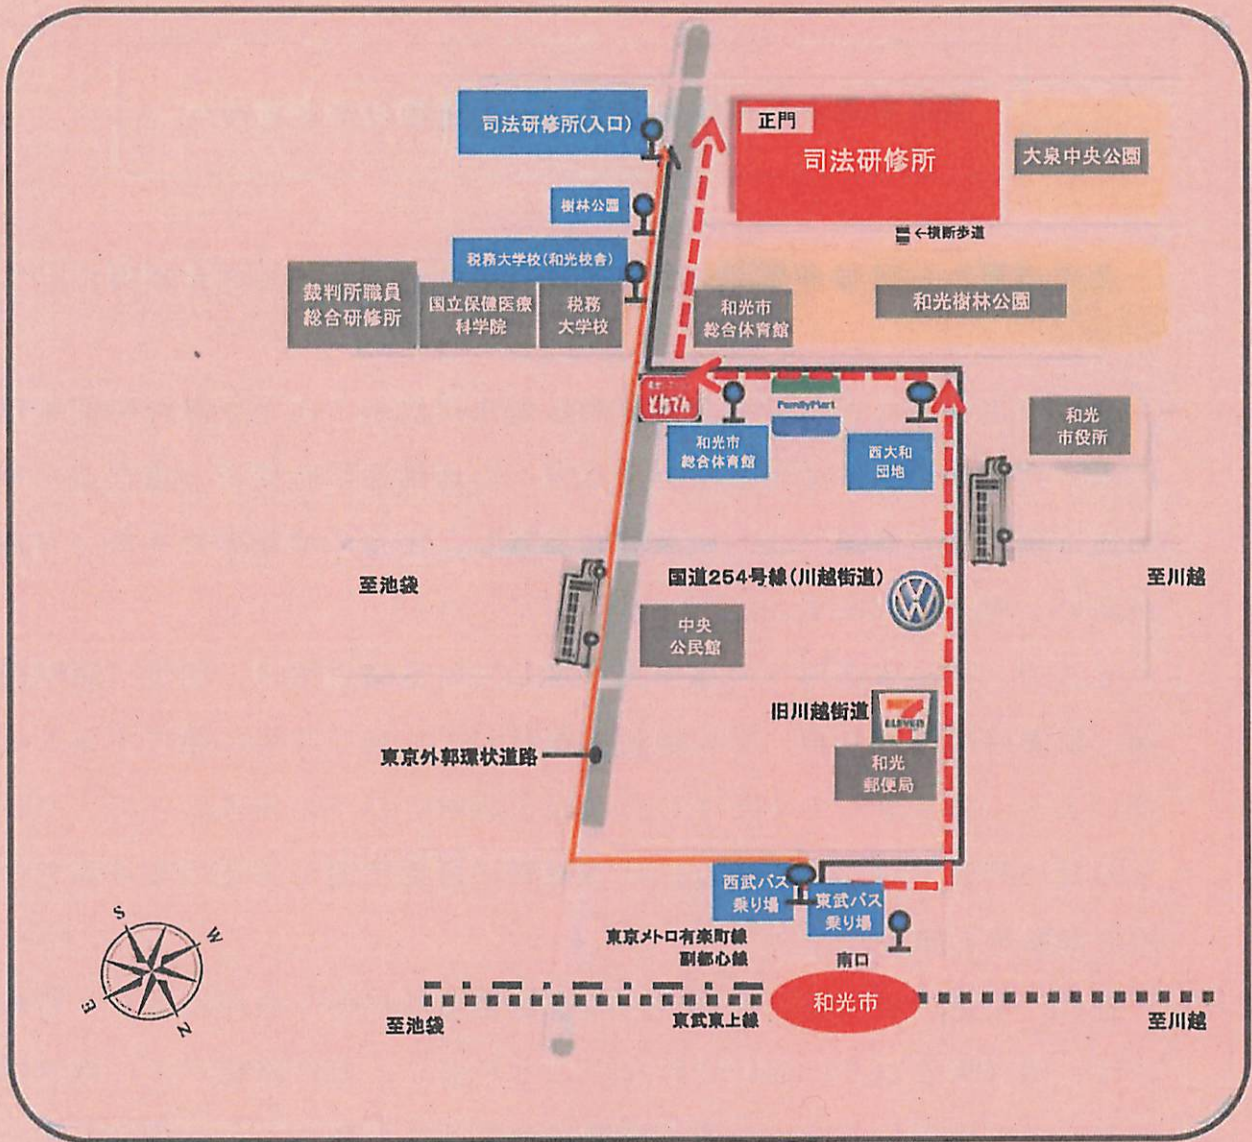 司法研修所(入口)
正門
司法研修所
大泉中央公園
樹林公園
←横断歩道
税務大学校(和光校舎)
裁判所職員
総合研修所
国立保健医療
科学院
税務
大学校
和光市
総合体育館
和光樹林公園
とんでん
FamilyMart
和光市
総合体育館
西大和
団地
和光
市役所
至池袋
国道254号線(川越街道)
至川越
中央
公民館
旧川越街道
7
ELEVEN
東京外郭環状道路
和光
郵便局
西武バス
乗り場
東武バス
乗り場
S
W
E
N
東京メトロ有楽町線
副都心線
南口
和光市
至池袋
東武東上線
至川越